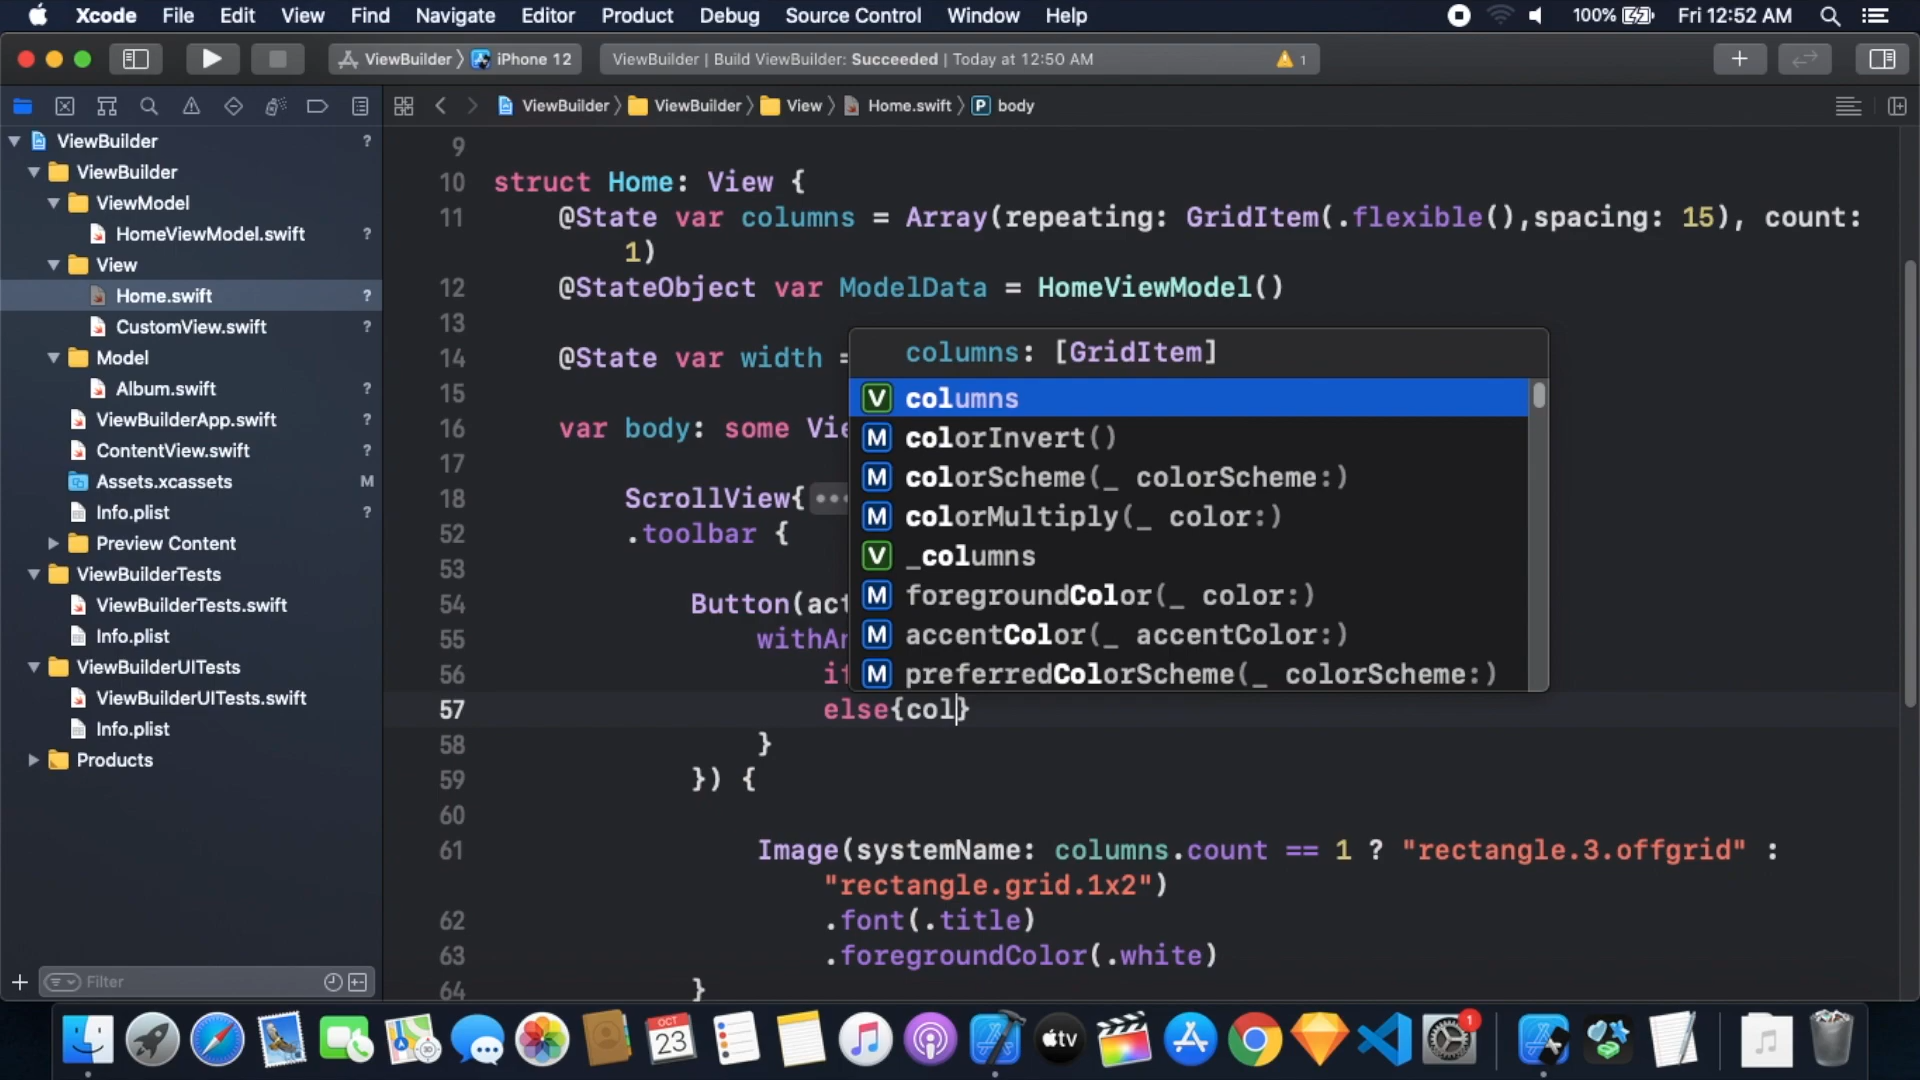 Xcode File Edit View Find Navigate Editor Product Debug Source Control Window Help 100% Fri 12:52 AM
ViewBuilder iPhone 12 ViewBuilder | Build ViewBuilder: Succeeded | Today at 12:50 AM 1
ViewBuilder ViewBuilder View Home.swift P body
ViewBuilder ?
ViewBuilder
ViewModel
HomeViewModel.swift ?
View
Home.swift ?
CustomView.swift ?
Model
Album.swift ?
ViewBuilderApp.swift ?
ContentView.swift ?
Assets.xcassets M
Info.plist ?
Preview Content
ViewBuilderTests
ViewBuilderTests.swift
Info.plist
ViewBuilderUITests
ViewBuilderUITests.swift
Info.plist
Products
Filter
9
10 struct Home: View {
11 @State var columns = Array(repeating: GridItem(.flexible(),spacing: 15), count:
1)
12 @StateObject var ModelData = HomeViewModel()
13
14 @State var width =
15
16 var body: some Vie
17
18 ScrollView{•••
52 .toolbar {
53
54 Button(act
55 withAn
56 if
57 else{col}
58 }
59 }) {
60
61 Image(systemName: columns.count == 1 ? "rectangle.3.offgrid" :
"rectangle.grid.1x2")
62 .font(.title)
63 .foregroundColor(.white)
64 }
columns: [GridItem]
V columns
M colorInvert()
M colorScheme(_ colorScheme:)
M colorMultiply(_ color:)
V _columns
M foregroundColor(_ color:)
M accentColor(_ accentColor:)
M preferredColorScheme(_ colorScheme:)
OCT
23
tv
1